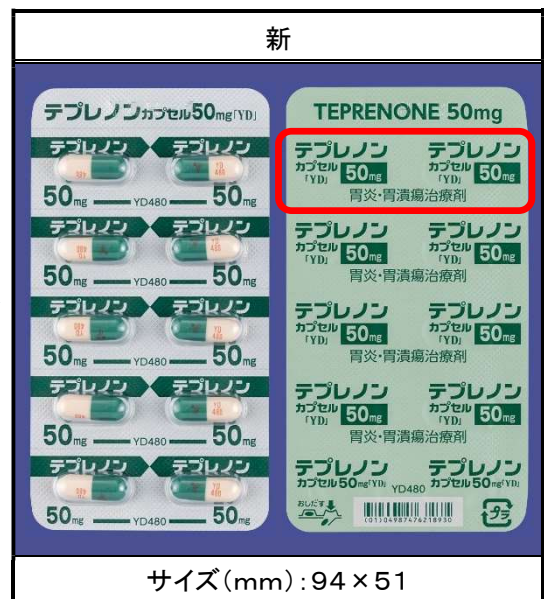 新
テプレノンカプセル50mg「YD」
テプレノン テプレノン
50mg YD480 50mg
テプレノン テプレノン
50mg YD480 50mg
テプレノン テプレノン
50mg YD480 50mg
テプレノン テプレノン
50mg YD480 50mg
テプレノン テプレノン
50mg YD480 50mg
TEPRENONE 50mg
テプレノン テプレノン
カプセル「YD」 50mg カプセル「YD」 50mg
胃炎・胃潰瘍治療剤
テプレノン テプレノン
カプセル「YD」 50mg カプセル「YD」 50mg
胃炎・胃潰瘍治療剤
テプレノン テプレノン
カプセル「YD」 50mg カプセル「YD」 50mg
胃炎・胃潰瘍治療剤
テプレノン テプレノン
カプセル「YD」 50mg カプセル「YD」 50mg
胃炎・胃潰瘍治療剤
テプレノン テプレノン
カプセル50mg「YD」 YD480 カプセル50mg「YD」
おしだす
(01)04987476218930
プラ
サイズ(mm):94×51